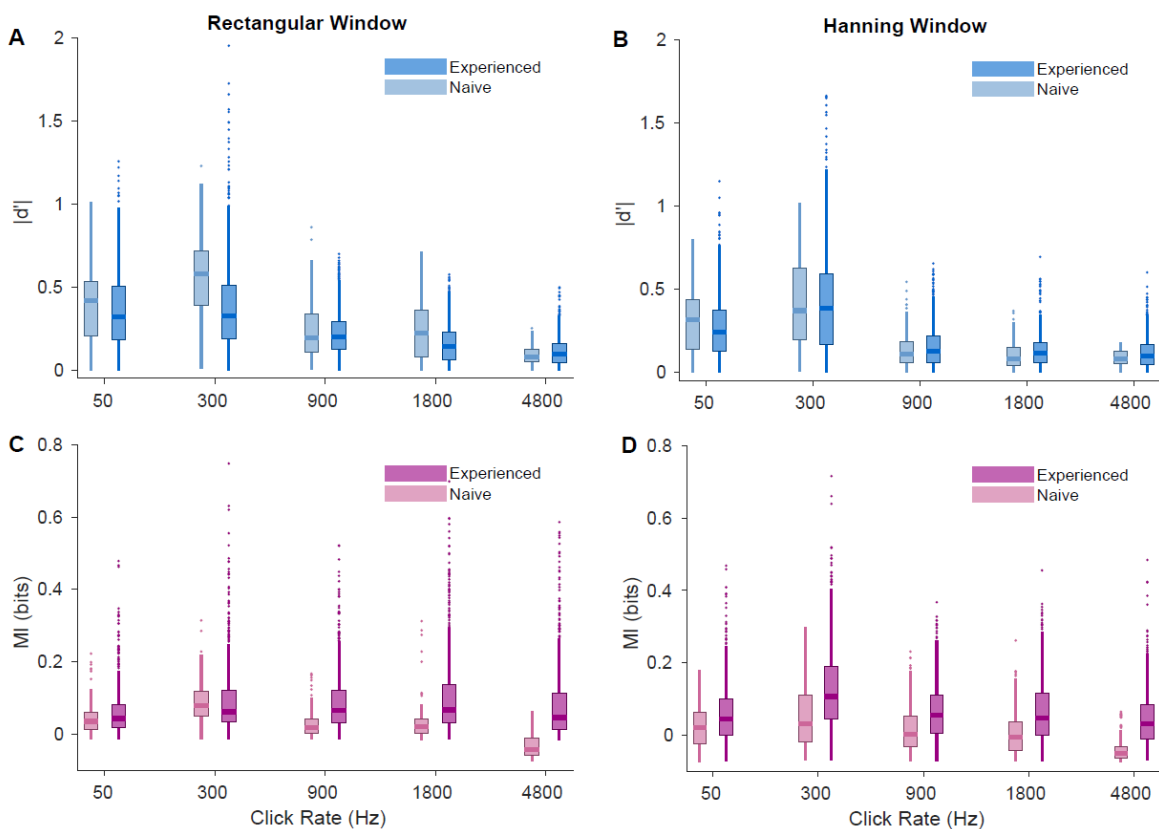 Rectangular Window
Hanning Window
A
2
1.5
1
0.5
0
|d'|
Experienced
Naive
50
300
900
1800
4800
B
2
1.5
1
0.5
0
|d'|
Experienced
Naive
50
300
900
1800
4800
C
0.8
0.6
0.4
0.2
0
MI (bits)
Experienced
Naive
50
300
900
1800
4800
Click Rate (Hz)
D
0.8
0.6
0.4
0.2
0
MI (bits)
Experienced
Naive
50
300
900
1800
4800
Click Rate (Hz)